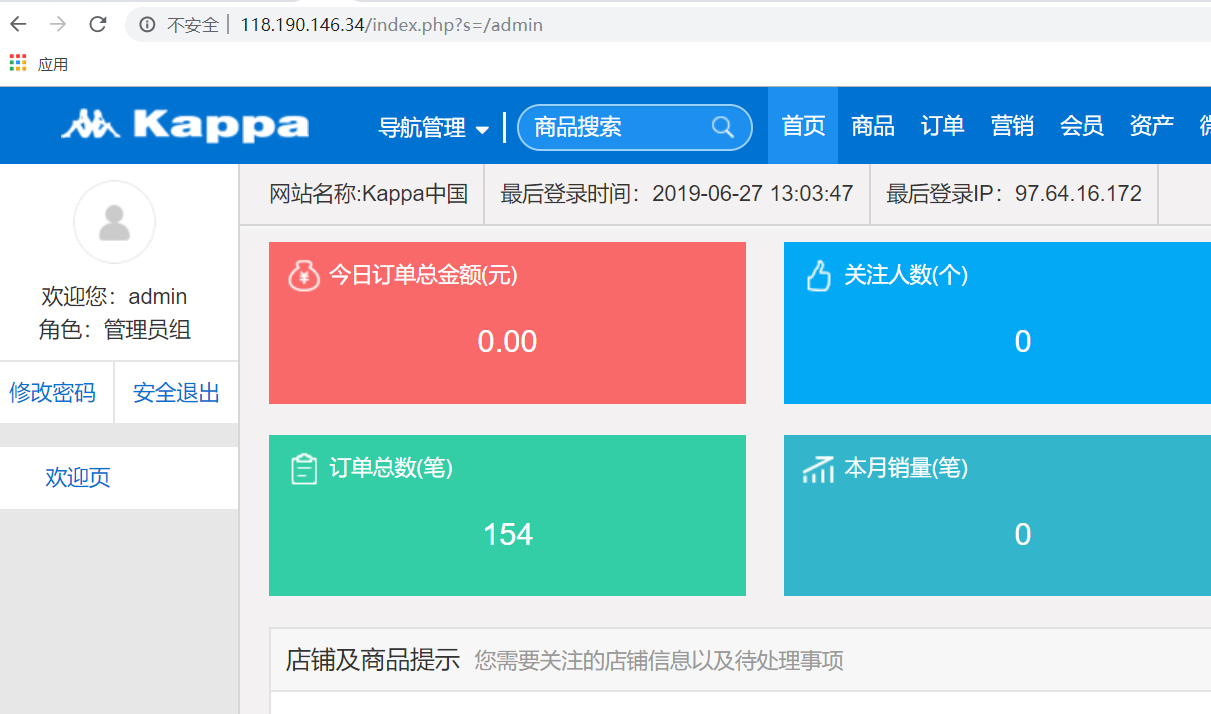 不安全 118.190.146.34/index.php?s=/admin
应用
Kappa 导航管理 商品搜索 首页 商品 订单 营销 会员 资产
网站名称:Kappa中国 最后登录时间：2019-06-27 13:03:47 最后登录IP：97.64.16.172
欢迎您：admin
角色：管理员组
修改密码 安全退出
欢迎页
今日订单总金额(元) 关注人数(个)
0.00 0
订单总数(笔) 本月销量(笔)
154 0
店铺及商品提示 您需要关注的店铺信息以及待处理事项